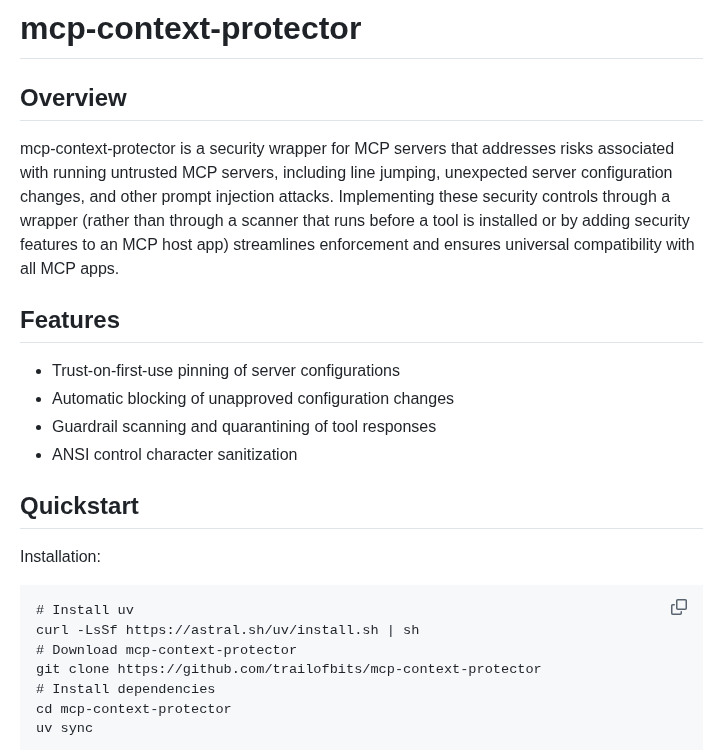 mcp-context-protector
Overview
mcp-context-protector is a security wrapper for MCP servers that addresses risks associated
with running untrusted MCP servers, including line jumping, unexpected server configuration
changes, and other prompt injection attacks. Implementing these security controls through a
wrapper (rather than through a scanner that runs before a tool is installed or by adding security
features to an MCP host app) streamlines enforcement and ensures universal compatibility with
all MCP apps.
Features
• Trust-on-first-use pinning of server configurations
• Automatic blocking of unapproved configuration changes
• Guardrail scanning and quarantining of tool responses
• ANSI control character sanitization
Quickstart
Installation:
# Install uv
curl -LsSf https://astral.sh/uv/install.sh | sh
# Download mcp-context-protector
git clone https://github.com/trailofbits/mcp-context-protector
# Install dependencies
cd mcp-context-protector
uv sync